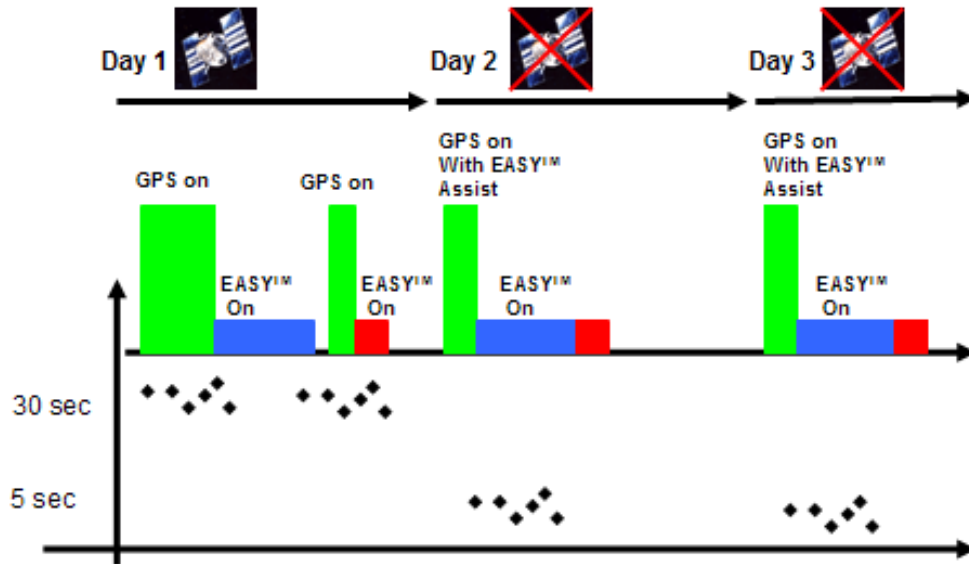 Day 1
Day 2
Day 3
GPS on
With EASY™
Assist
GPS on
With EASY™
Assist
GPS on
GPS on
EASY™
On
EASY™
On
EASY™
On
EASY™
On
30 sec
5 sec